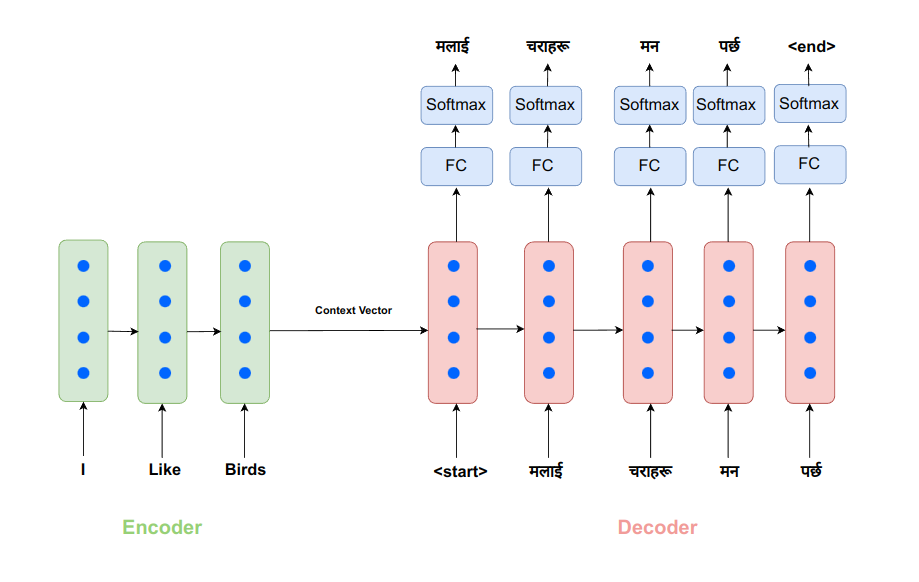 मलाई चराहरू मन पर्छ <end>
Softmax Softmax Softmax Softmax Softmax
FC FC FC FC FC
Context Vector
I Like Birds <start> मलाई चराहरू मन पर्छ
Encoder Decoder